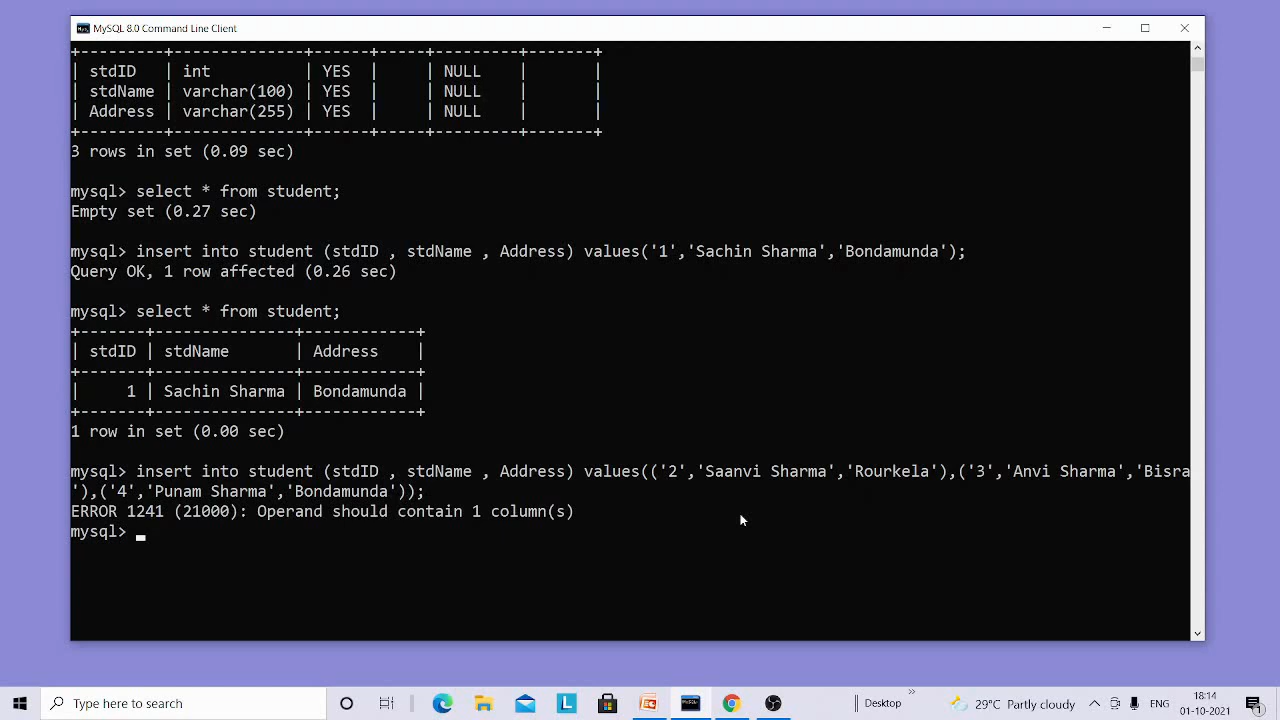 MySQL 8.0 Command Line Client
+---------+--------------+------+-----+---------+-------+
| stdID   | int          | YES  |     | NULL    |       |
| stdName | varchar(100) | YES  |     | NULL    |       |
| Address | varchar(255) | YES  |     | NULL    |       |
+---------+--------------+------+-----+---------+-------+
3 rows in set (0.09 sec)
mysql> select * from student;
Empty set (0.27 sec)
mysql> insert into student (stdID , stdName , Address) values('1','Sachin Sharma','Bondamunda');
Query OK, 1 row affected (0.26 sec)
mysql> select * from student;
+-------+---------------+------------+
| stdID | stdName       | Address    |
+-------+---------------+------------+
|     1 | Sachin Sharma | Bondamunda |
+-------+---------------+------------+
1 row in set (0.00 sec)
mysql> insert into student (stdID , stdName , Address) values(('2','Saanvi Sharma','Rourkela'),('3','Anvi Sharma','Bisra
'),('4','Punam Sharma','Bondamunda'));
ERROR 1241 (21000): Operand should contain 1 column(s)
mysql> _
Type here to search
Desktop
29°C Partly cloudy
ENG
18:14
01-10-2021